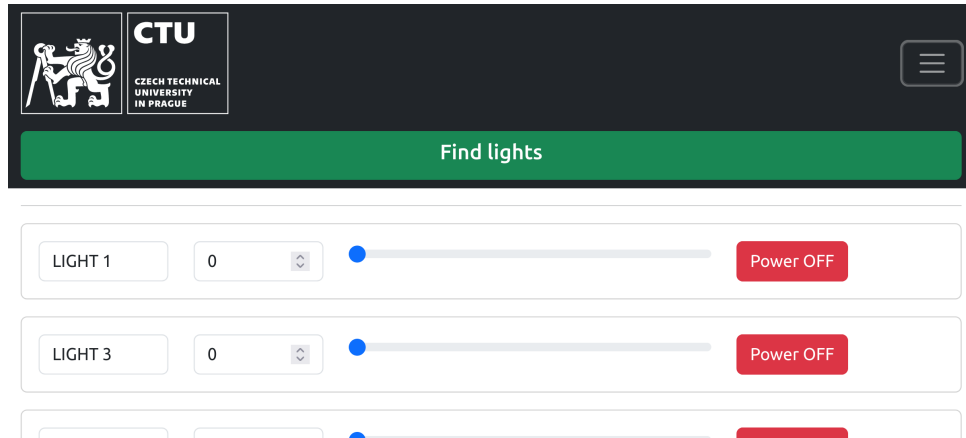 CTU
CZECH TECHNICAL
UNIVERSITY
IN PRAGUE
Find lights
LIGHT 1 0 Power OFF
LIGHT 3 0 Power OFF